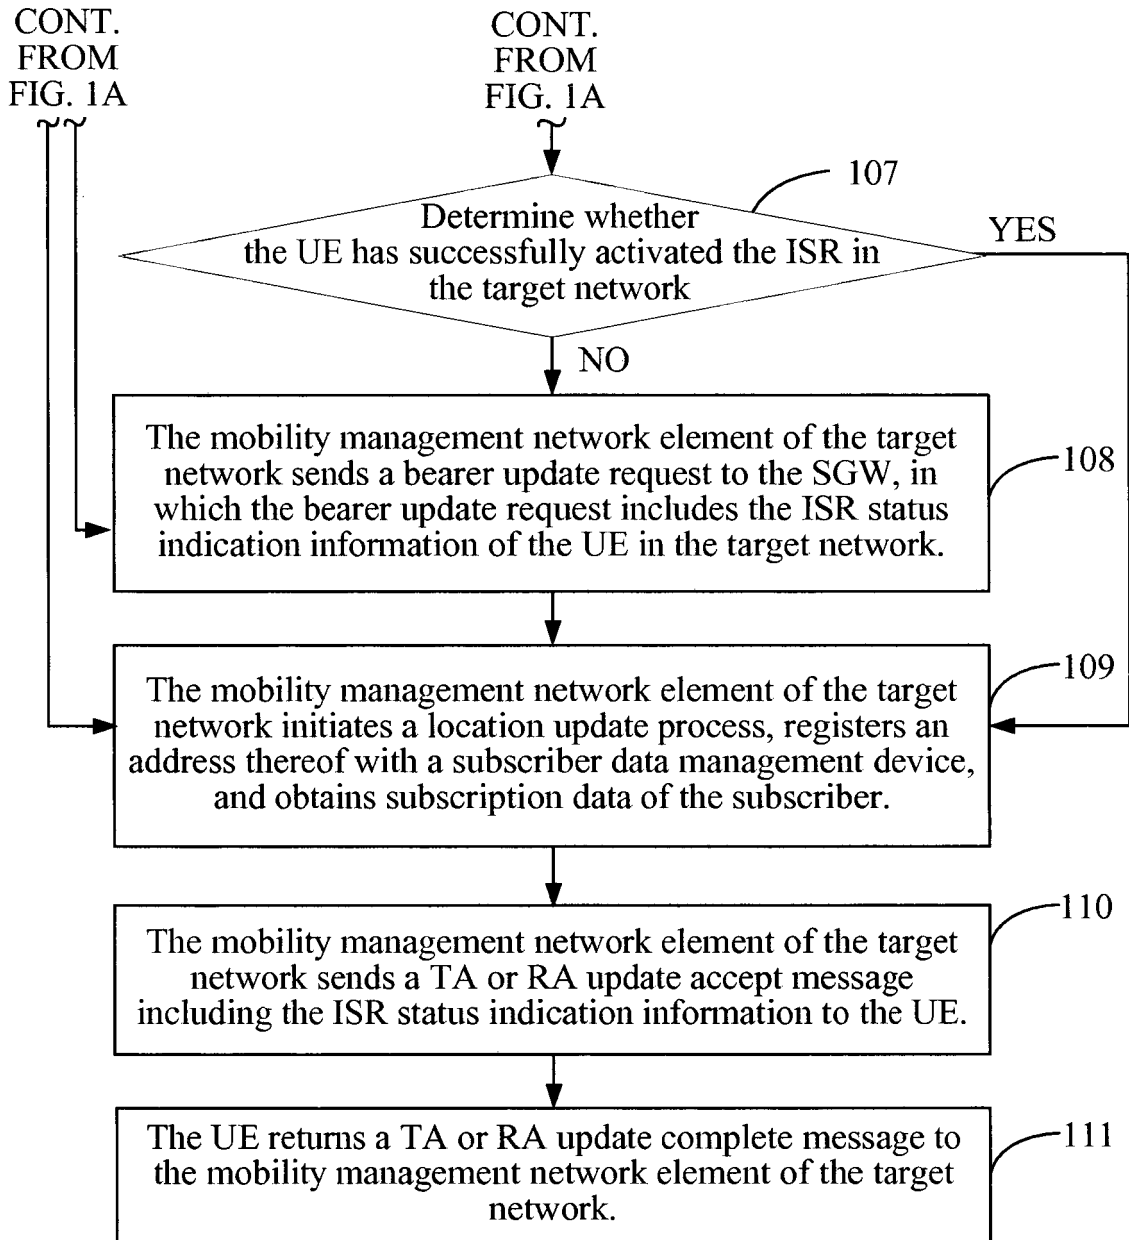 CONT.
FROM
FIG. 1A
CONT.
FROM
FIG. 1A
107
Determine whether
the UE has successfully activated the ISR in
the target network
YES
NO
The mobility management network element of the target
network sends a bearer update request to the SGW, in
which the bearer update request includes the ISR status
indication information of the UE in the target network.
108
The mobility management network element of the target
network initiates a location update process, registers an
address thereof with a subscriber data management device,
and obtains subscription data of the subscriber.
109
The mobility management network element of the target
network sends a TA or RA update accept message
including the ISR status indication information to the UE.
110
The UE returns a TA or RA update complete message to
the mobility management network element of the target
network.
111